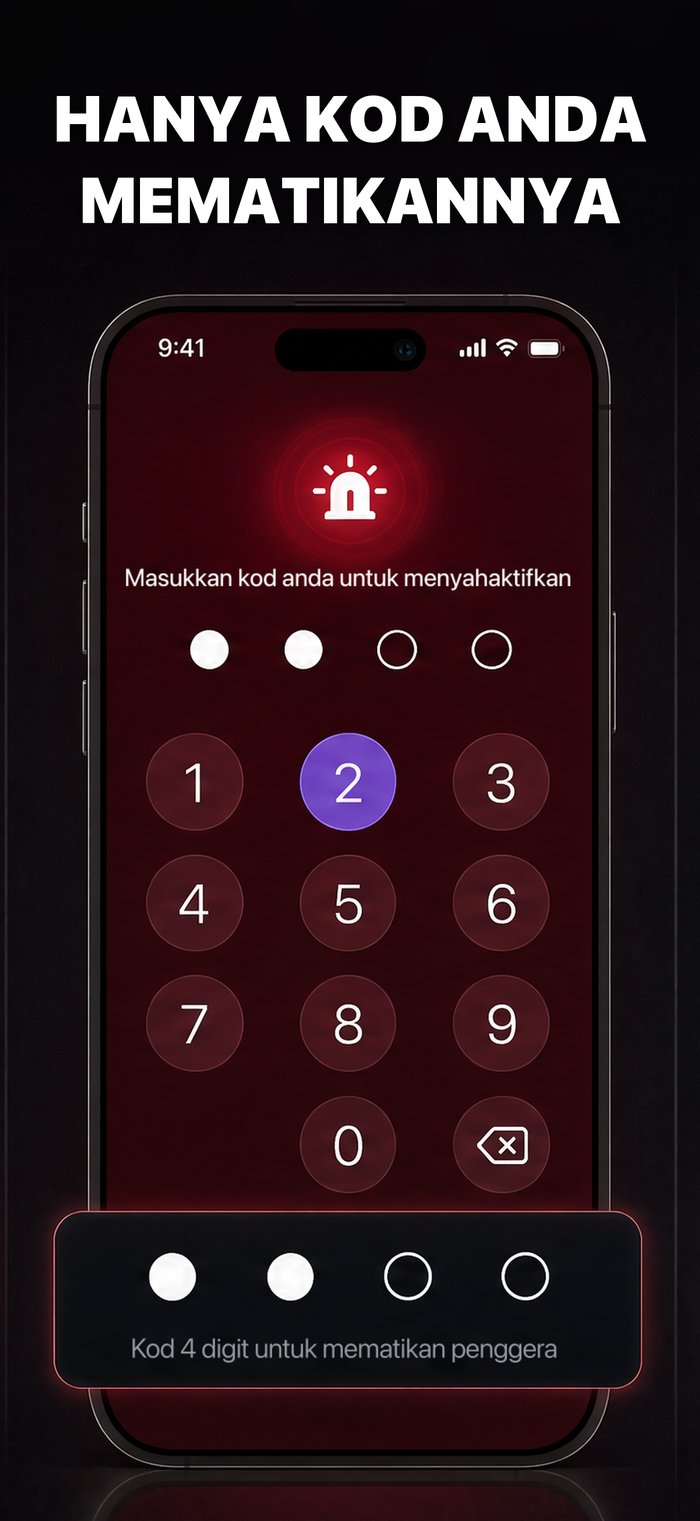 HANYA KOD ANDA
MEMATIKANNYA
9:41
Masukkan kod anda untuk menyahaktifkan
1 2 3
4 5 6
7 8 9
0
Kod 4 digit untuk mematikan penggera